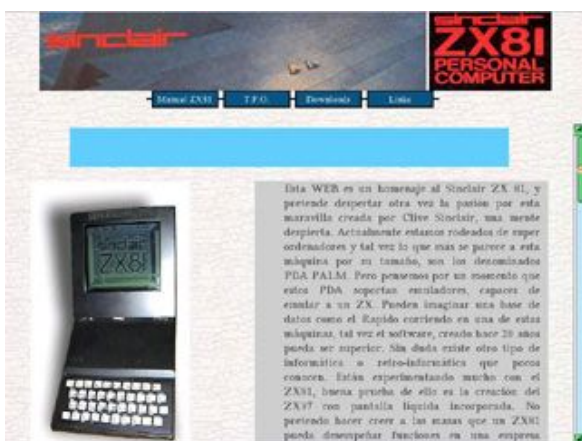 sinclair
sinclair
ZX81
PERSONAL
COMPUTER
Manual ZX81
T.P.O.
Downloads
Links
Esta WEB es un homenaje al Sinclair ZX 81, y
pretende despertar otra vez la pasion por esta
maravilla creada por Clive Sinclair, una mente
despierta. Actualmente estamos rodeados de super
ordenadores y tal vez lo que mas se parece a esta
máquina por su tamaño, son los denominados
PDA PALM. Pero pensemos por un momento que
estos PDA soportan emuladores, capaces de
emular a un ZX. Pueden imaginar una base de
datos como el Rapido corriendo en una de estas
máquinas, tal vez el software, creado hace 20 años
pueda ser superior. Sin duda existe otro tipo de
informática o retro-informatica que pocos
conocen. Están experimentando mucho con el
ZX81, buena prueba de ello es la creación del
ZX97 con pantalla liquida incorporada. No
pretendo hacer creer a las masas que un ZX81
pueda desempeñar funciones en una empresa
sinclair
ZX81